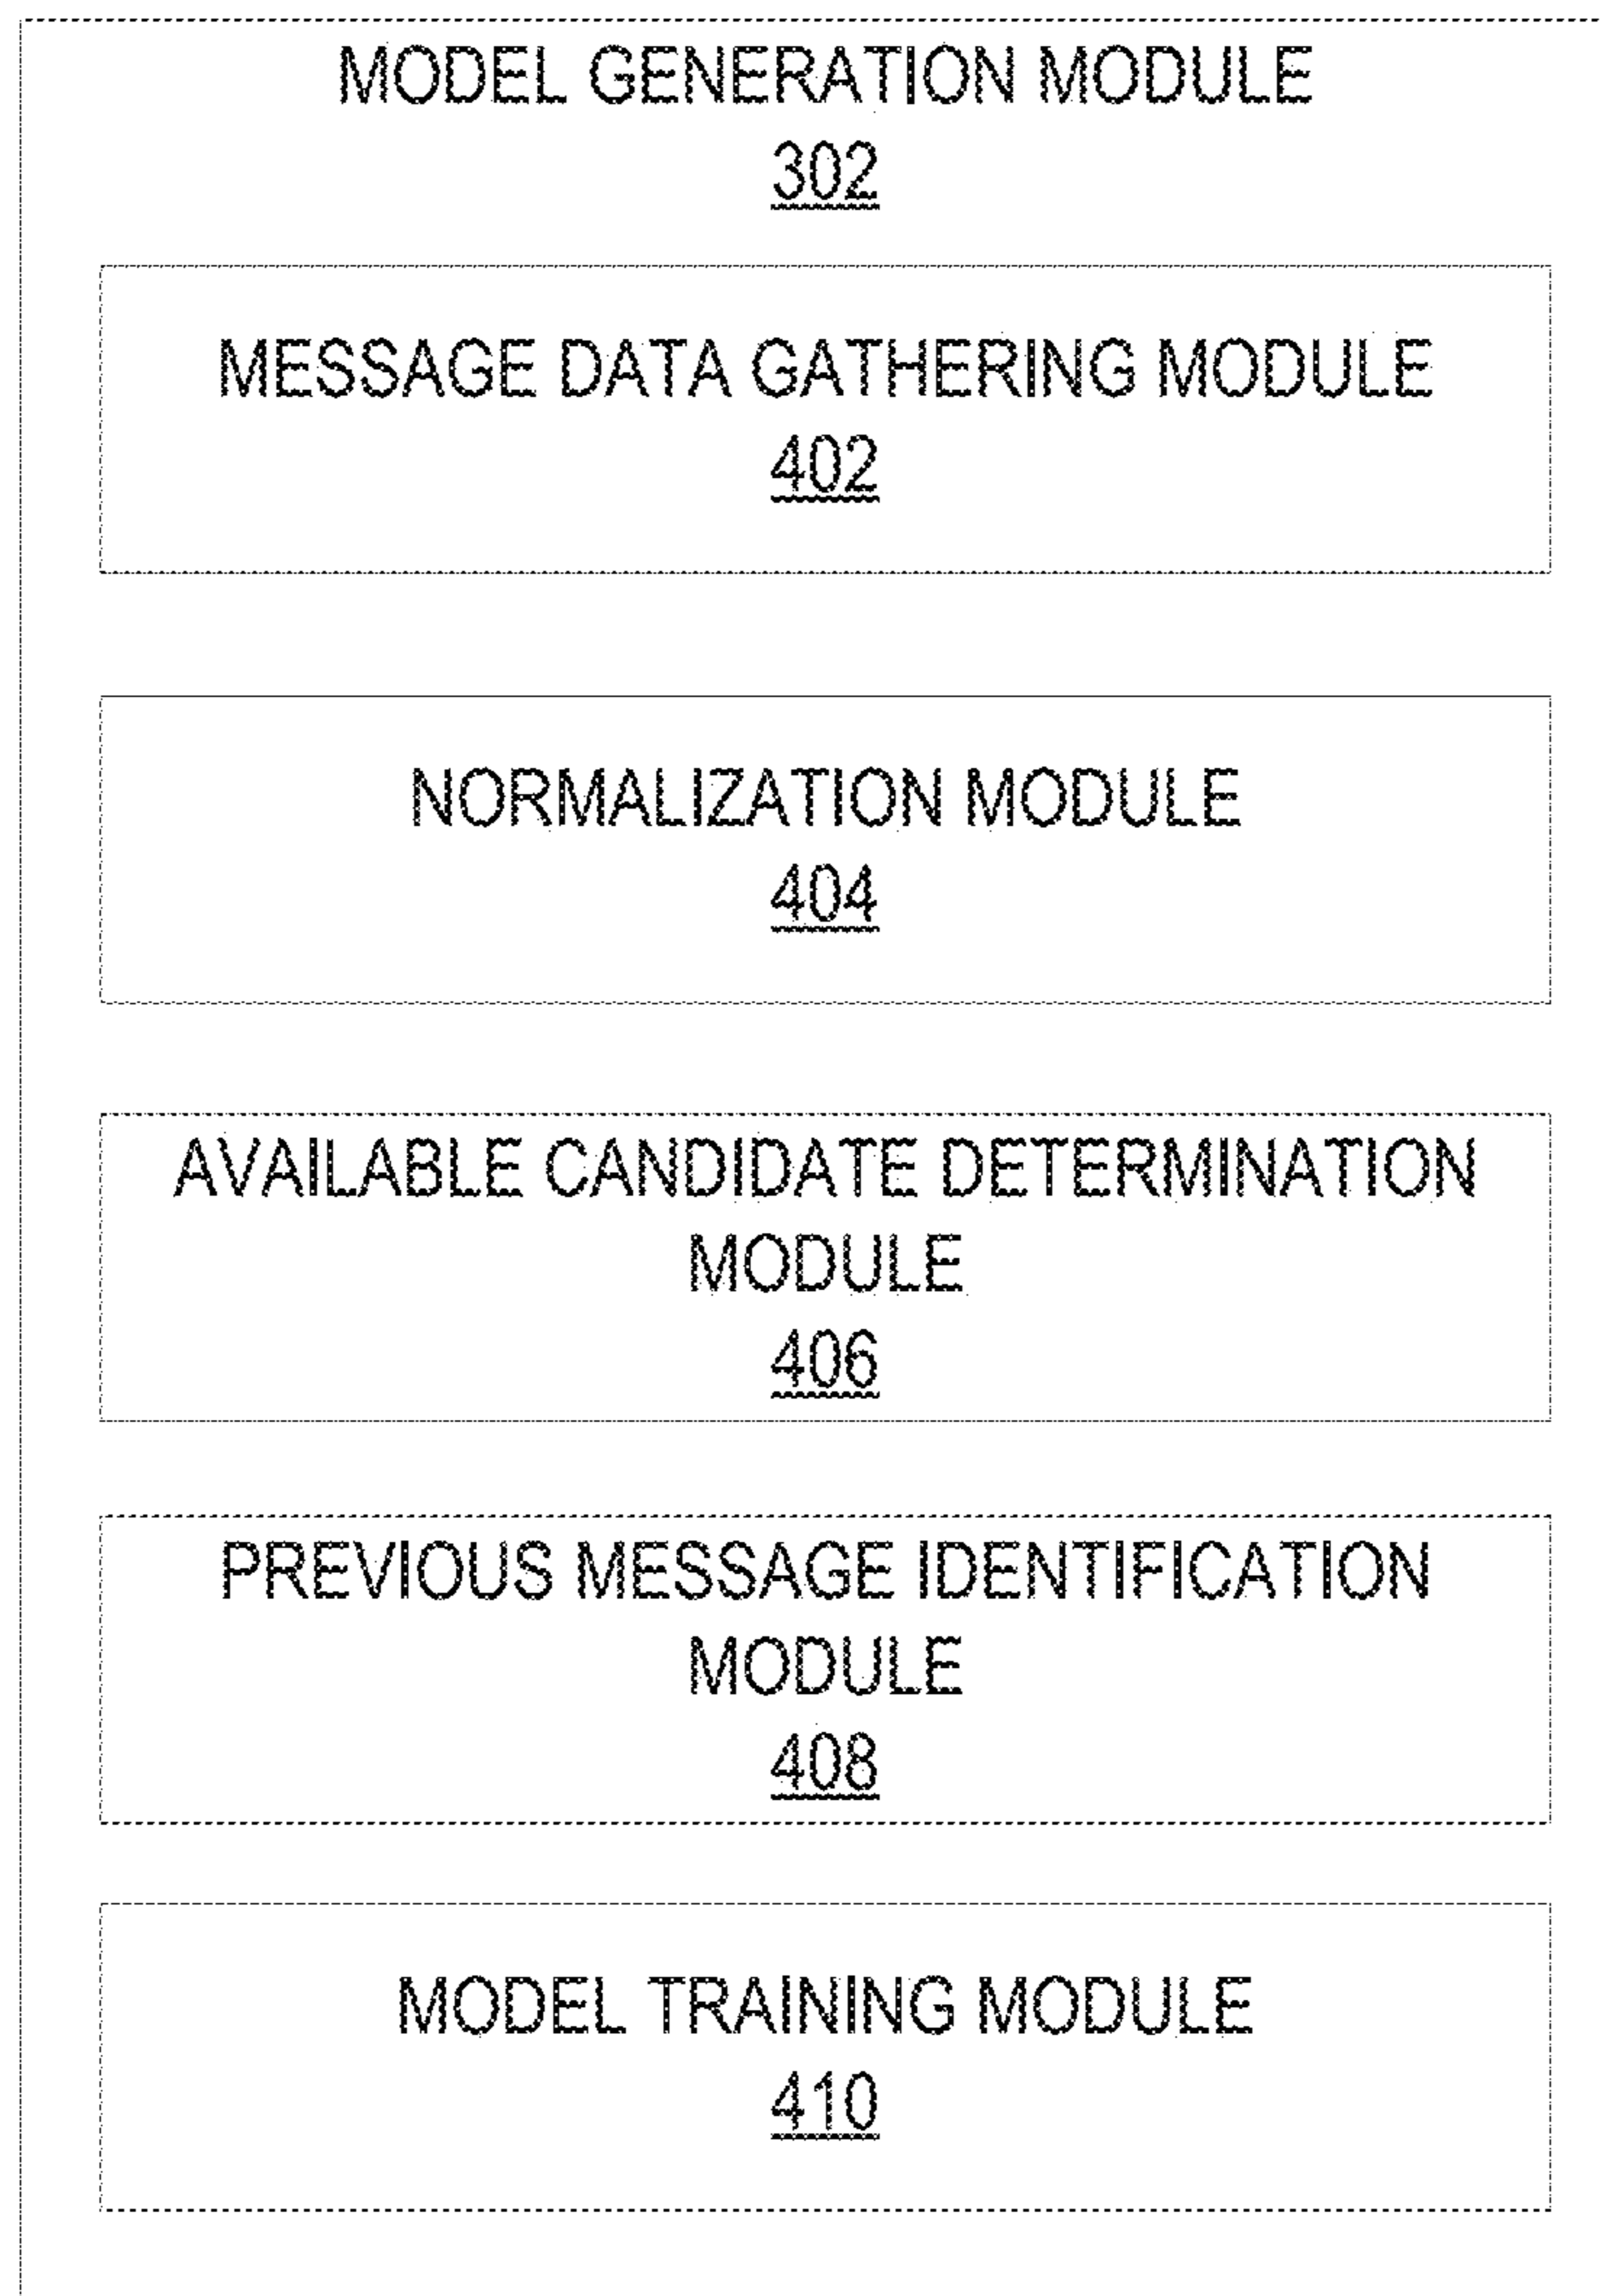 MODEL GENERATION MODULE
302
MESSAGE DATA GATHERING MODULE
402
NORMALIZATION MODULE
404
AVAILABLE CANDIDATE DETERMINATION
MODULE
406
PREVIOUS MESSAGE IDENTIFICATION
MODULE
408
MODEL TRAINING MODULE
410